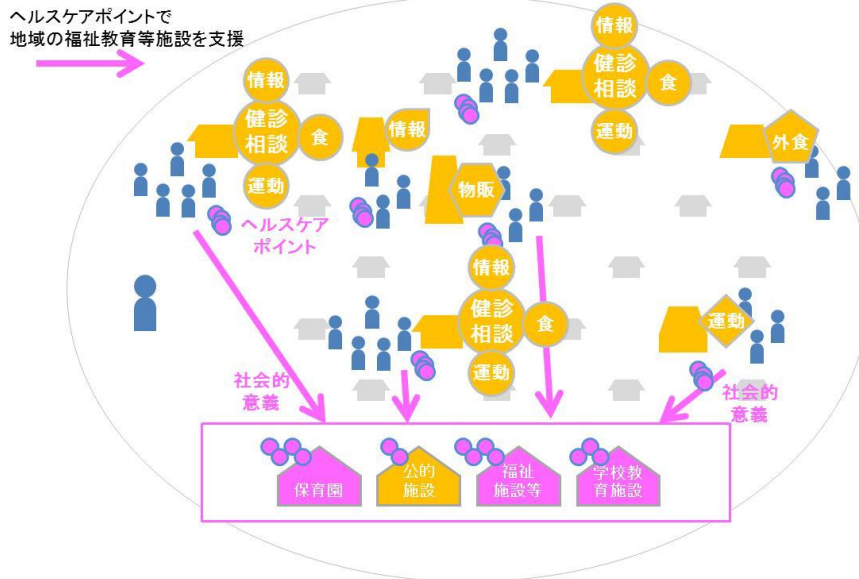 ヘルスケアポイントで
地域の福祉教育等施設を支援
情報
健診
相談
食
運動
情報
健診
相談
食
運動
情報
外食
物販
ヘルスケア
ポイント
情報
健診
相談
食
運動
運動
社会的
意義
社会的
意義
保育園
公的
施設
福祉
施設等
学校教
育施設